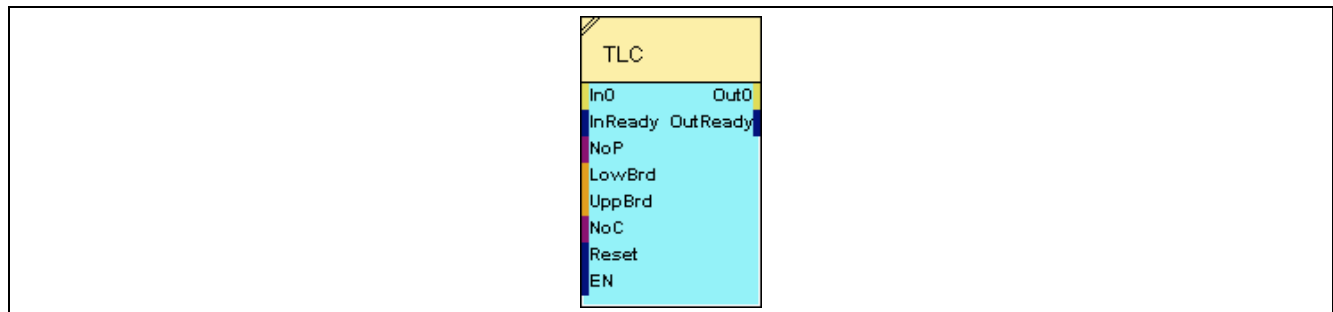 TLC
In0 Out0
InReady OutReady
NoP
LowBrd
UppBrd
NoC
Reset
EN